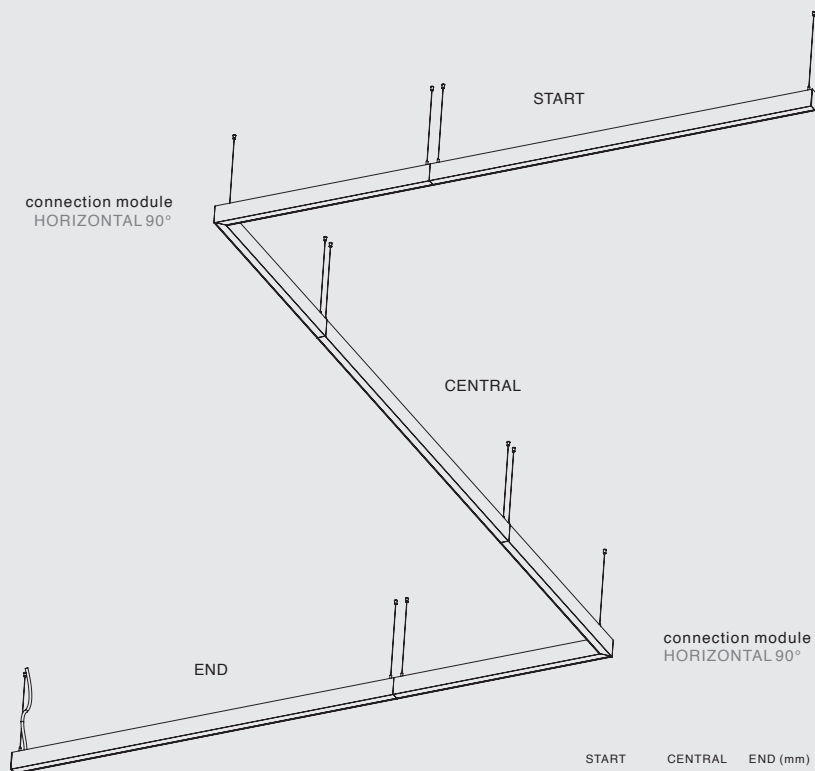 START
connection module
HORIZONTAL 90°
CENTRAL
END
connection module
HORIZONTAL 90°
START CENTRAL END (mm)